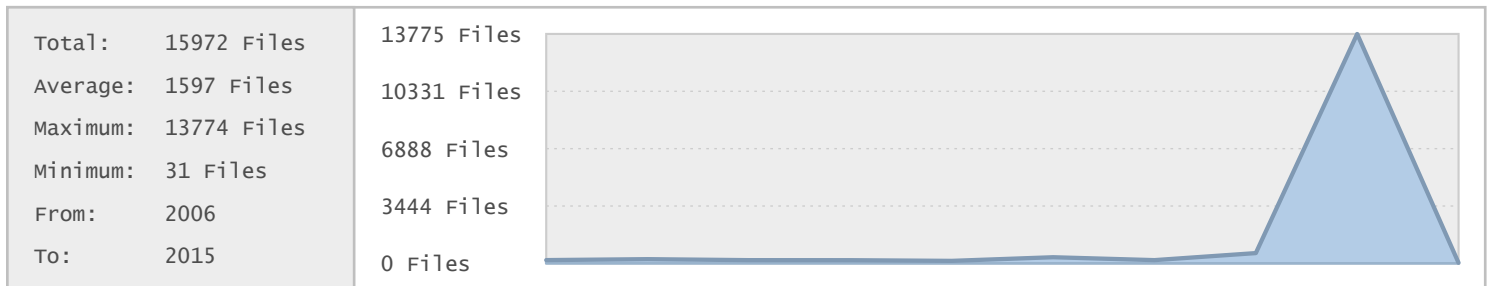 Total: 15972 Files
Average: 1597 Files
Maximum: 13774 Files
Minimum: 31 Files
From: 2006
To: 2015
13775 Files
10331 Files
6888 Files
3444 Files
0 Files